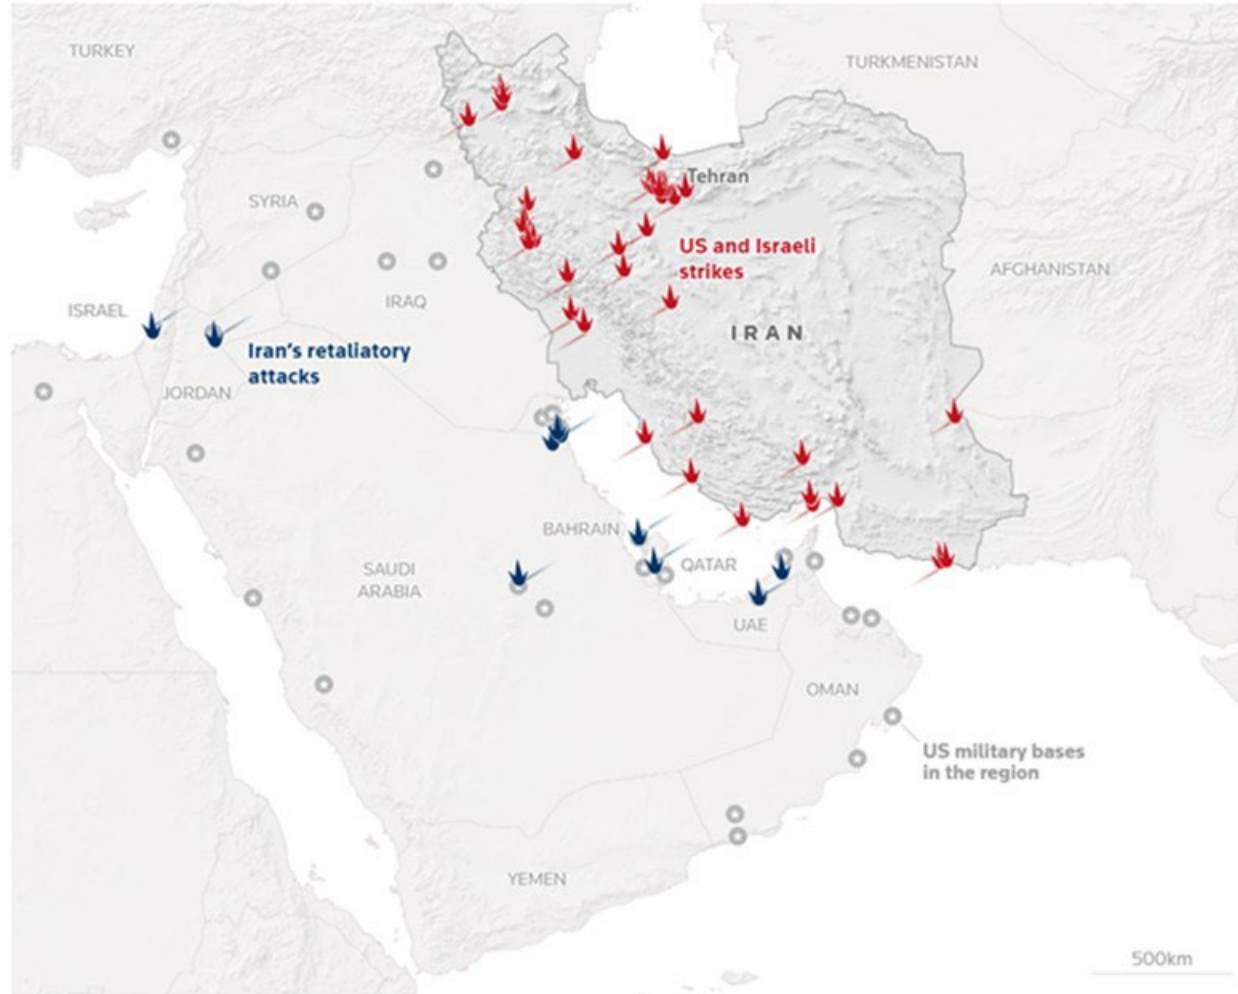 TURKEY
TURKMENISTAN
Tehran
SYRIA
US and Israeli
strikes
AFGHANISTAN
ISRAEL
IRAQ
IRAN
Iran's retaliatory
attacks
JORDAN
BAHRAIN
QATAR
SAUDI
ARABIA
UAE
OMAN
US military bases
in the region
YEMEN
500km